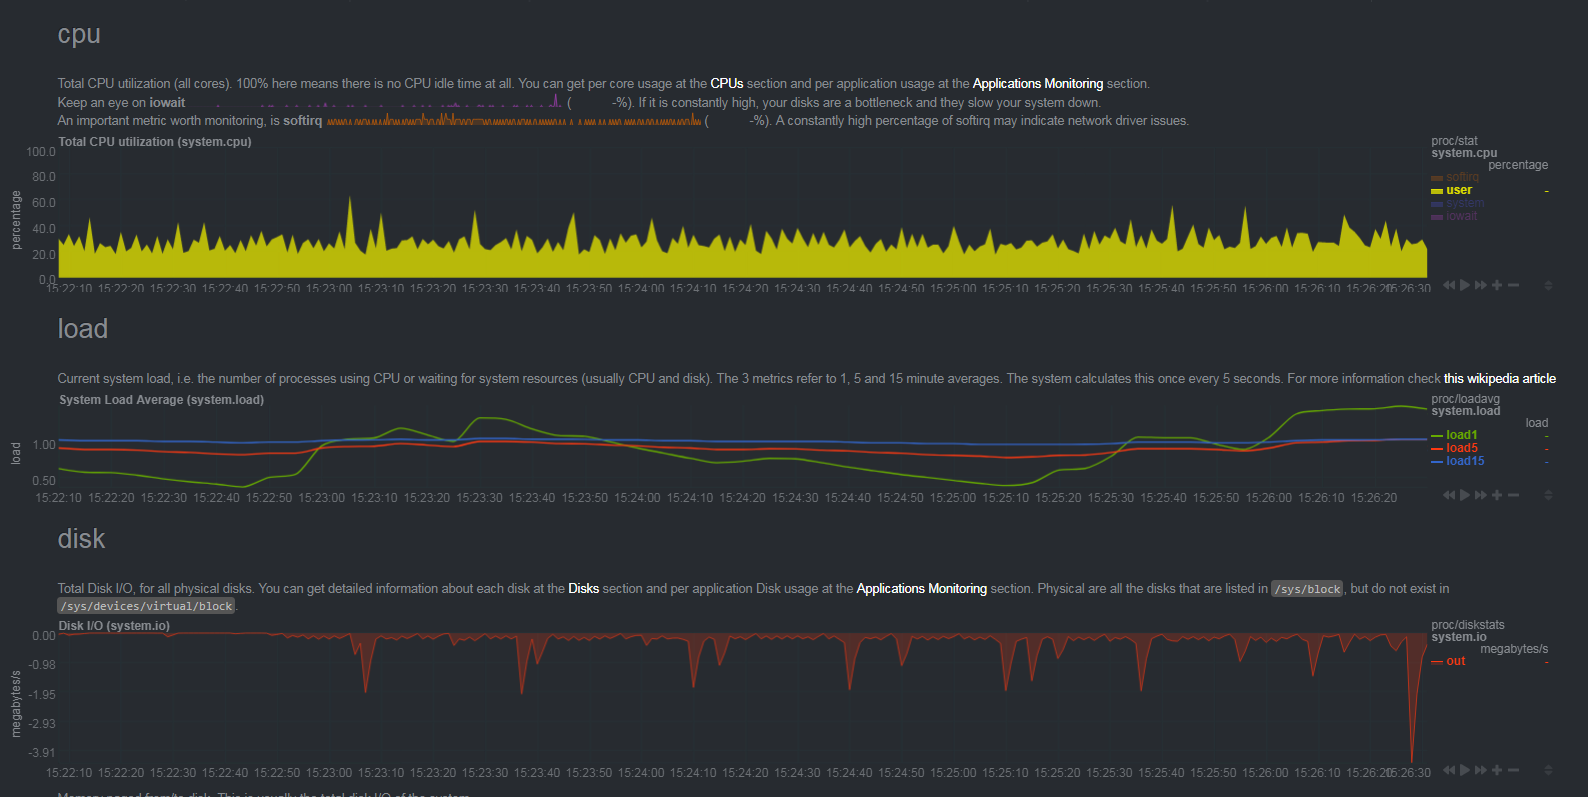 cpu
Total CPU utilization (all cores). 100% here means there is no CPU idle time at all. You can get per core usage at the CPUs section and per application usage at the Applications Monitoring section.
Keep an eye on iowait ( -%). If it is constantly high, your disks are a bottleneck and they slow your system down.
An important metric worth monitoring, is softirq ( -%). A constantly high percentage of softirq may indicate network driver issues.
Total CPU utilization (system.cpu)
proc/stat
system.cpu
percentage
softirq
user -
system
iowait
percentage
100.0
80.0
60.0
40.0
20.0
0.0
15:22:10 15:22:20 15:22:30 15:22:40 15:22:50 15:23:00 15:23:10 15:23:20 15:23:30 15:23:40 15:23:50 15:24:00 15:24:10 15:24:20 15:24:30 15:24:40 15:24:50 15:25:00 15:25:10 15:25:20 15:25:30 15:25:40 15:25:50 15:26:00 15:26:10 15:26:20 15:26:30
load
Current system load, i.e. the number of processes using CPU or waiting for system resources (usually CPU and disk). The 3 metrics refer to 1, 5 and 15 minute averages. The system calculates this once every 5 seconds. For more information check this wikipedia article
System Load Average (system.load)
proc/loadavg
system.load
load
load1 -
load5 -
load15 -
load
1.00
0.50
15:22:10 15:22:20 15:22:30 15:22:40 15:22:50 15:23:00 15:23:10 15:23:20 15:23:30 15:23:40 15:23:50 15:24:00 15:24:10 15:24:20 15:24:30 15:24:40 15:24:50 15:25:00 15:25:10 15:25:20 15:25:30 15:25:40 15:25:50 15:26:00 15:26:10 15:26:20
disk
Total Disk I/O, for all physical disks. You can get detailed information about each disk at the Disks section and per application Disk usage at the Applications Monitoring section. Physical are all the disks that are listed in /sys/block, but do not exist in
/sys/devices/virtual/block.
Disk I/O (system.io)
proc/diskstats
system.io
megabytes/s
out -
megabytes/s
0.00
-0.98
-1.95
-2.93
-3.91
15:22:10 15:22:20 15:22:30 15:22:40 15:22:50 15:23:00 15:23:10 15:23:20 15:23:30 15:23:40 15:23:50 15:24:00 15:24:10 15:24:20 15:24:30 15:24:40 15:24:50 15:25:00 15:25:10 15:25:20 15:25:30 15:25:40 15:25:50 15:26:00 15:26:10 15:26:20 15:26:30
Memory paged from/to disk. This is usually the total disk I/O of the system.